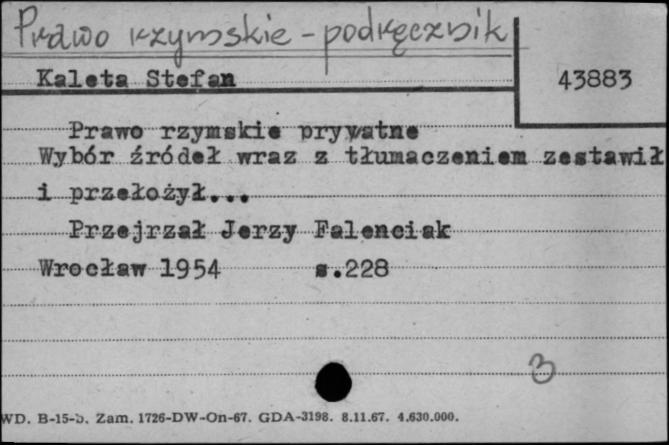 Prawo rzymskie - podręcznik
Kaleta Stefan
43883
Prawo rzymskie prywatne
Wybór źródeł wraz z tłumaczeniem zestawił
i przełożył...
Przejrzał Jerzy Falenciak
Wrocław 1954 s.228
3
WD. B-15-b. Zam. 1726-DW-On-67. GDA-3198. 8.11.67. 4.630.000.